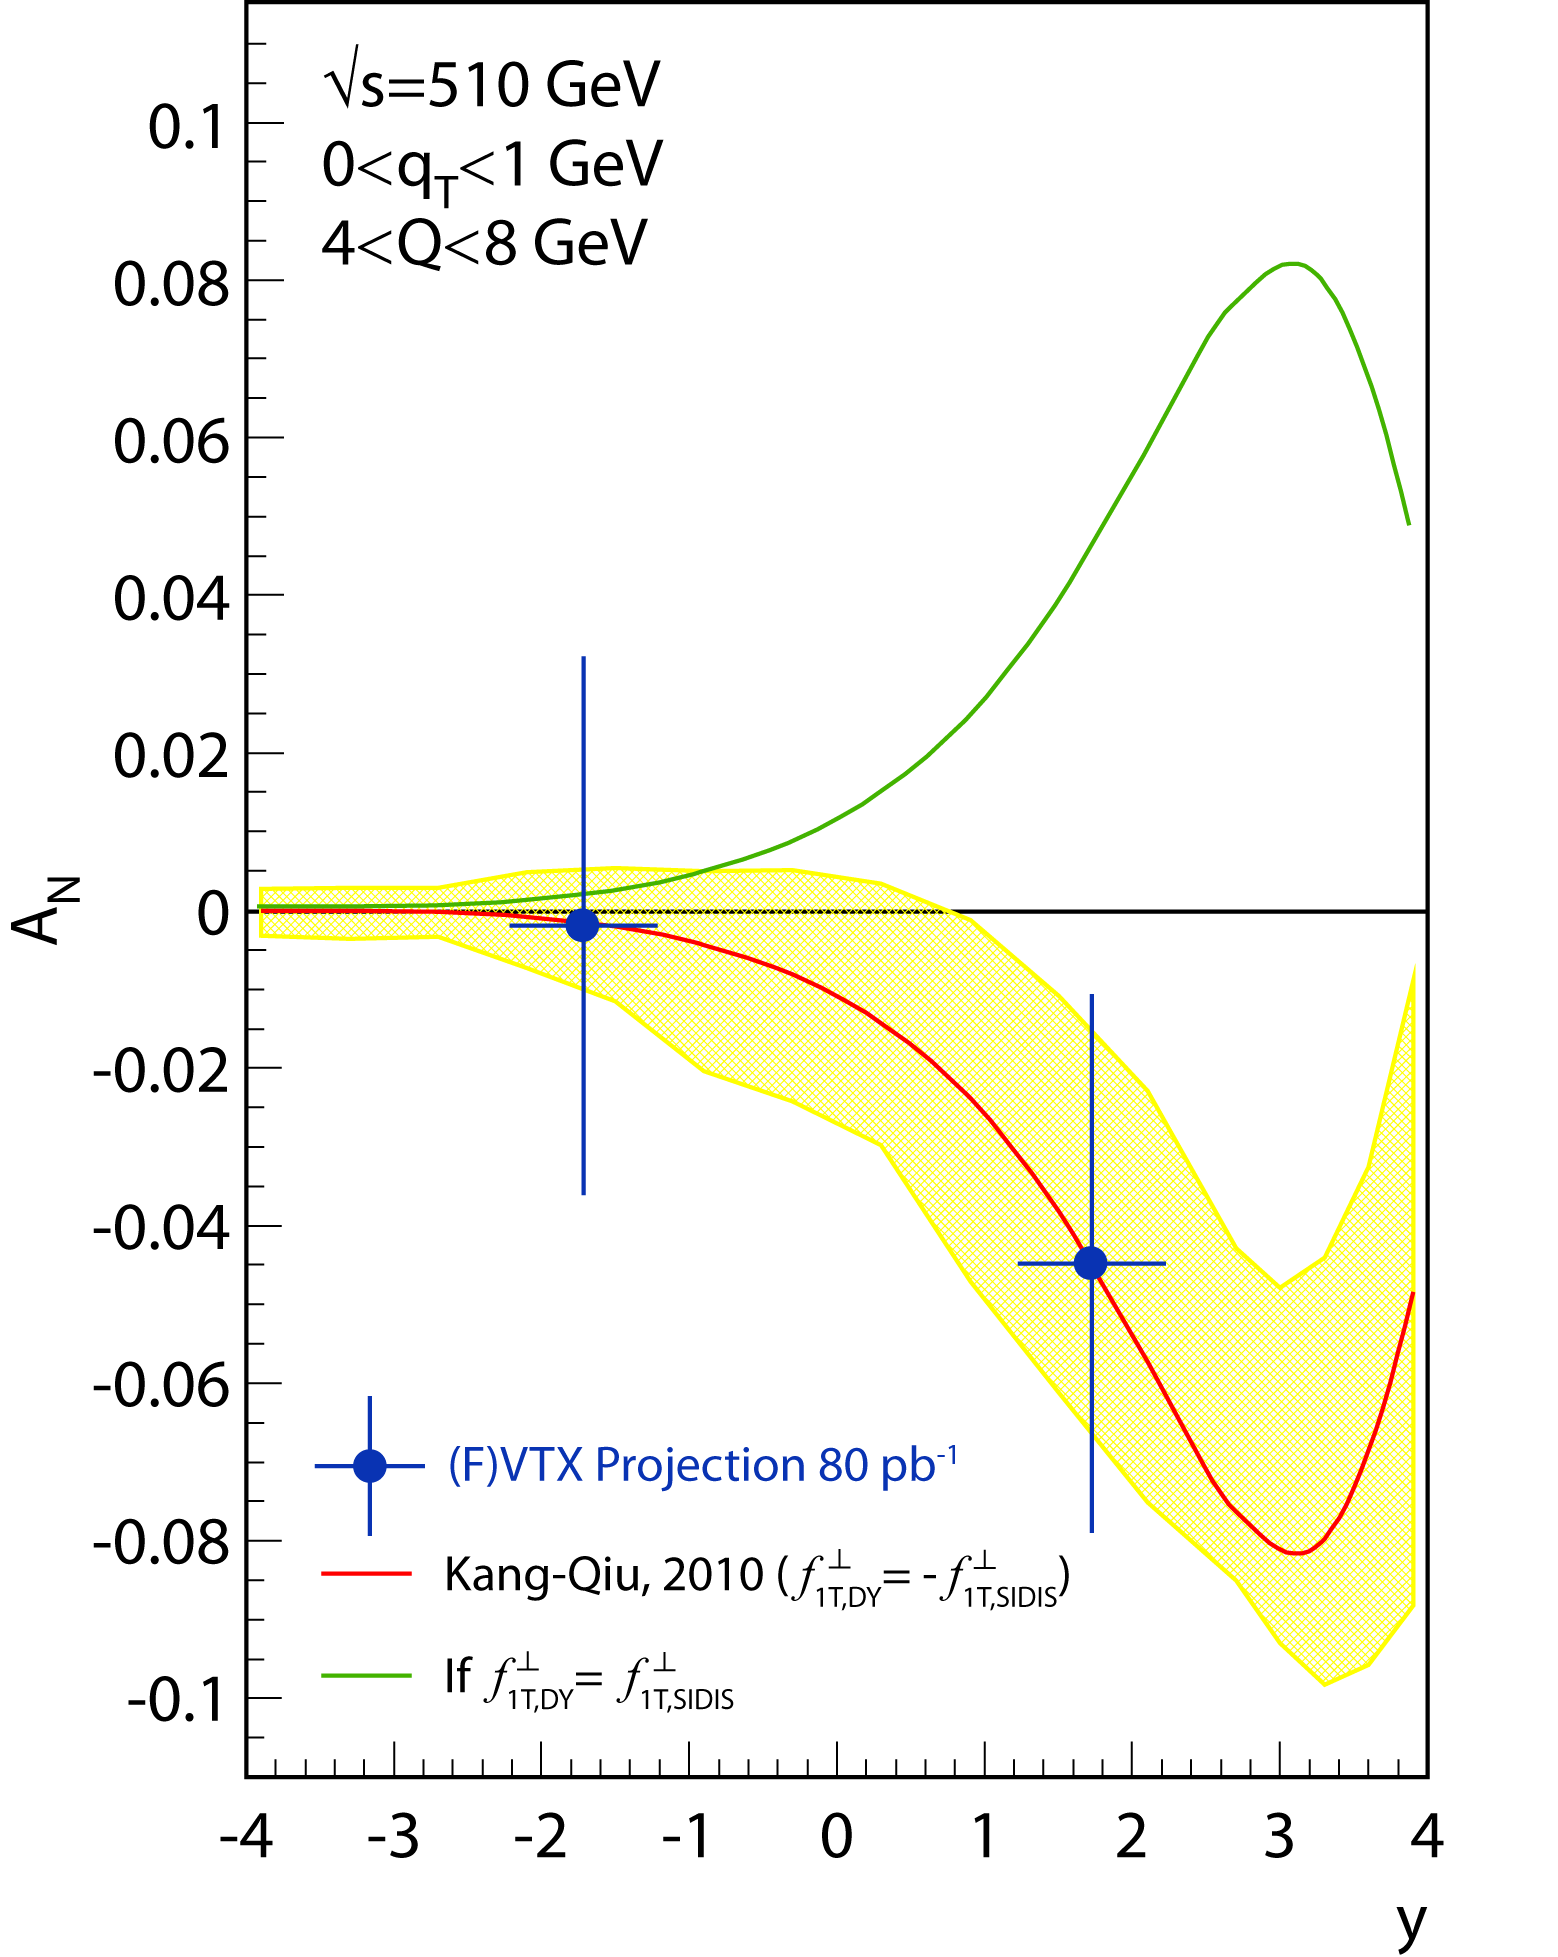 √s=510 GeV
0<q_T<1 GeV
4<Q<8 GeV
0.1
0.08
0.06
0.04
0.02
0
-0.02
-0.04
-0.06
-0.08
-0.1
A_N
(F)VTX Projection 80 pb⁻¹
Kang-Qiu, 2010 (f⊥1T,DY= -f⊥1T,SIDIS)
If f⊥1T,DY= f⊥1T,SIDIS
-4 -3 -2 -1 0 1 2 3 4
y